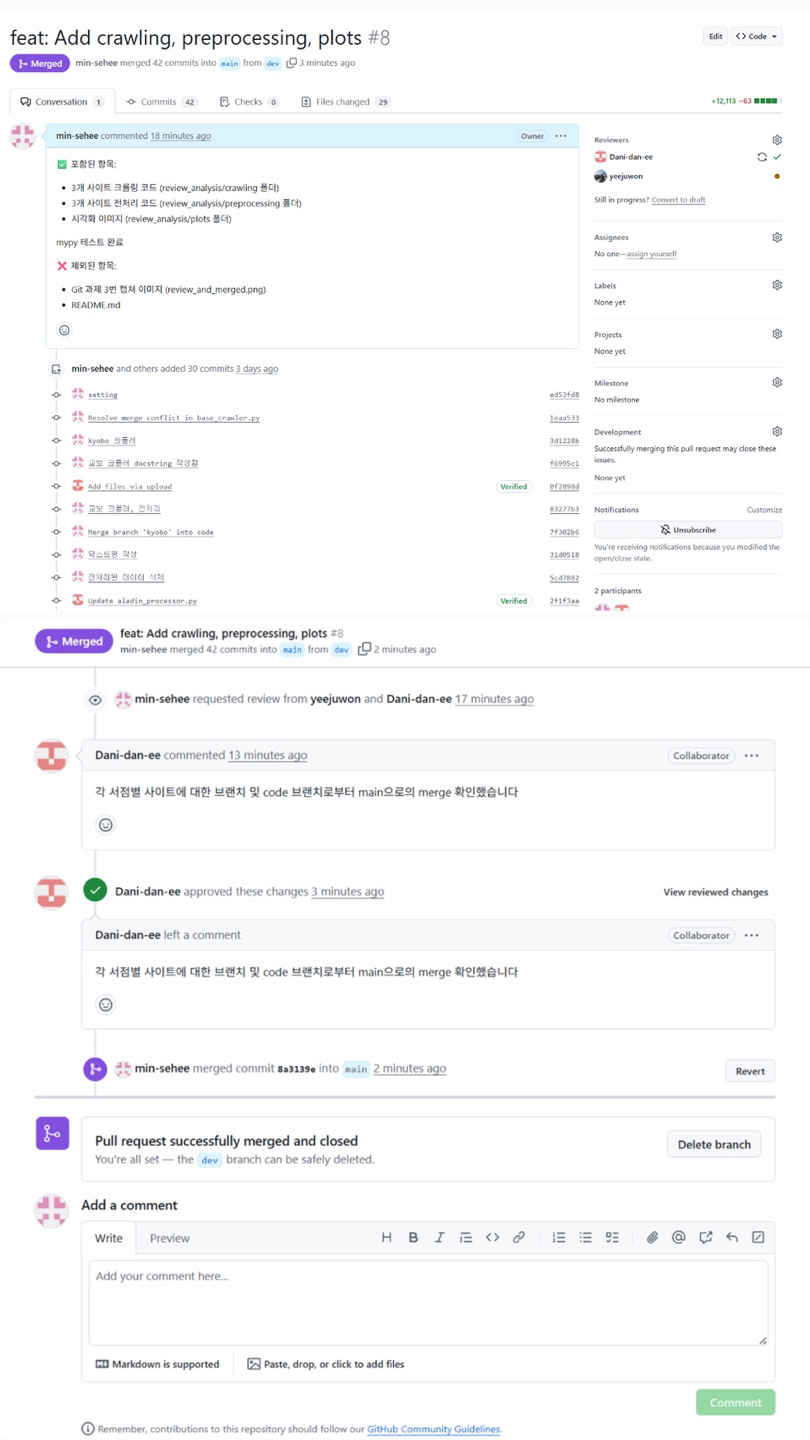 feat: Add crawling, preprocessing, plots #8
Edit
<> Code
Merged
min-sehee merged 42 commits into main from dev 3 minutes ago
Conversation 1
Commits 42
Checks 0
Files changed 29
+12,113 −63
min-sehee commented 18 minutes ago
Owner
✅ 포함된 항목:
• 3개 사이트 크롤링 코드 (review_analysis/crawling 폴더)
• 3개 사이트 전처리 코드 (review_analysis/preprocessing 폴더)
• 시각화 이미지 (review_analysis/plots 폴더)
mypy 테스트 완료
❌ 제외된 항목:
• Git 과제 3번 캡쳐 이미지 (review_and_merged.png)
• README.md
min-sehee and others added 30 commits 3 days ago
setting ed53fd8
Resolve merge conflict in base_crawler.py 1eaa533
kyobo 크롤러 3d1228b
교보 크롤러 docstring 작성함 f6995c1
Add files via upload Verified 0f2898d
교보 크롤러, 전처리 83277b3
Merge branch 'kyobo' into code 7f302b6
닥스트링 작성 31d0518
전처리된 데이터 삭제 5cd7882
Update aladin_processor.py Verified 2f1f3aa
Reviewers
Dani-dan-ee
yeejuwon
Still in progress? Convert to draft
Assignees
No one—assign yourself
Labels
None yet
Projects
None yet
Milestone
No milestone
Development
Successfully merging this pull request may close these
issues.
None yet
Notifications
Customize
Unsubscribe
You're receiving notifications because you modified the
open/close state.
2 participants
Merged
feat: Add crawling, preprocessing, plots #8
min-sehee merged 42 commits into main from dev 2 minutes ago
min-sehee requested review from yeejuwon and Dani-dan-ee 17 minutes ago
Dani-dan-ee commented 13 minutes ago
Collaborator
각 서점별 사이트에 대한 브랜치 및 code 브랜치로부터 main으로의 merge 확인했습니다
Dani-dan-ee approved these changes 3 minutes ago
View reviewed changes
Dani-dan-ee left a comment
Collaborator
각 서점별 사이트에 대한 브랜치 및 code 브랜치로부터 main으로의 merge 확인했습니다
min-sehee merged commit 8a3139e into main 2 minutes ago
Revert
Pull request successfully merged and closed
You're all set — the dev branch can be safely deleted.
Delete branch
Add a comment
Write
Preview
H B I
Add your comment here...
Markdown is supported
Paste, drop, or click to add files
Comment
Remember, contributions to this repository should follow our GitHub Community Guidelines.